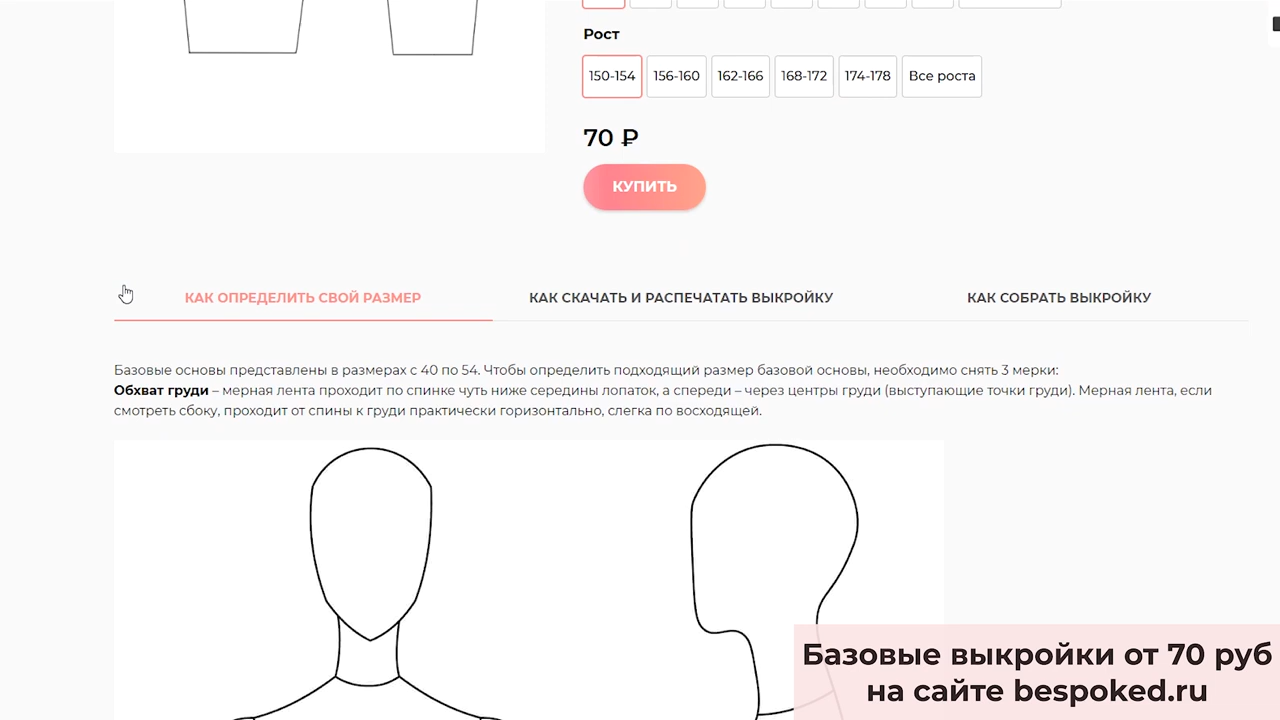 Рост
150-154 156-160 162-166 168-172 174-178 Все роста
70 ₽
КУПИТЬ
КАК ОПРЕДЕЛИТЬ СВОЙ РАЗМЕР КАК СКАЧАТЬ И РАСПЕЧАТАТЬ ВЫКРОЙКУ КАК СОБРАТЬ ВЫКРОЙКУ
Базовые основы представлены в размерах с 40 по 54. Чтобы определить подходящий размер базовой основы, необходимо снять 3 мерки:
Обхват груди – мерная лента проходит по спинке чуть ниже середины лопаток, а спереди – через центры груди (выступающие точки груди). Мерная лента, если
смотреть сбоку, проходит от спины к груди практически горизонтально, слегка по восходящей.
Базовые выкройки от 70 руб
на сайте bespoked.ru